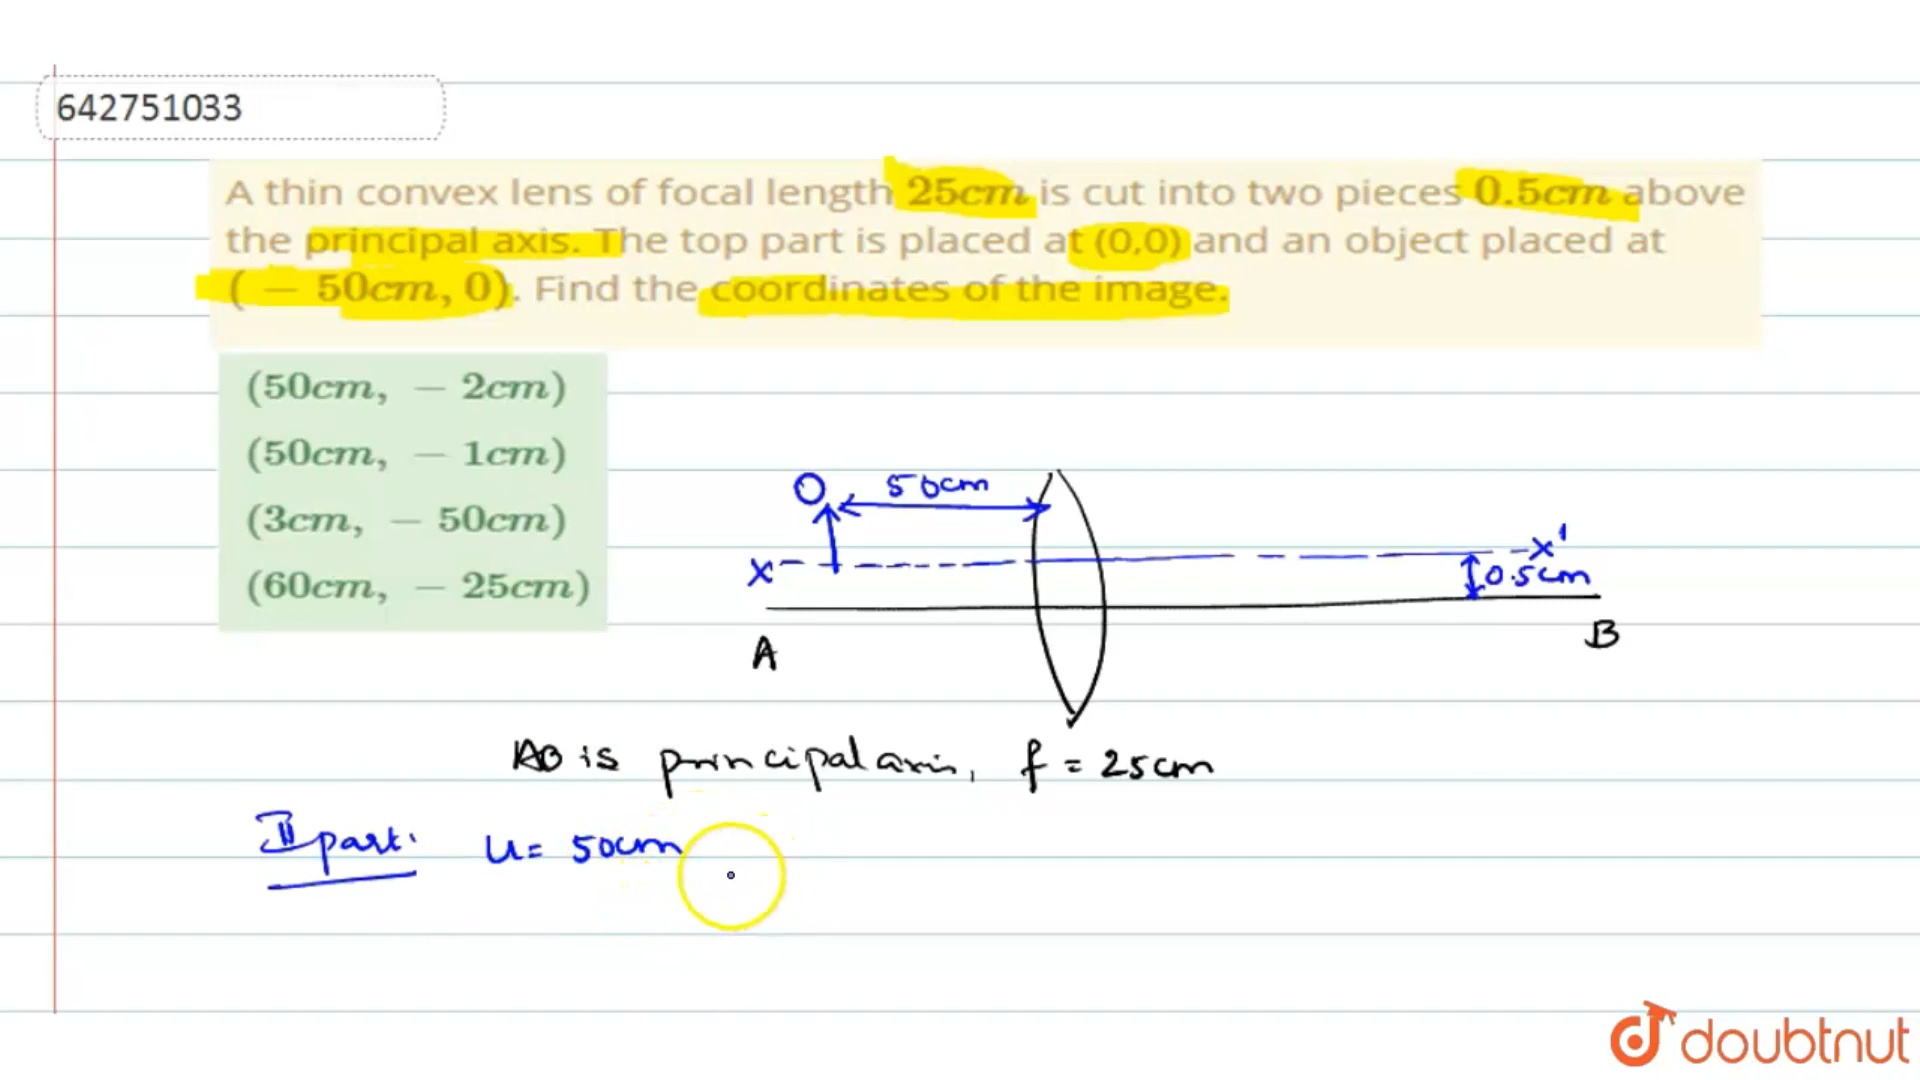 642751033
A thin convex lens of focal length 25cm is cut into two pieces 0.5cm above
the principal axis. The top part is placed at (0,0) and an object placed at
(−50cm,0). Find the coordinates of the image.
(50cm, −2cm)
(50cm, −1cm)
(3cm, −50cm)
(60cm, −25cm)
O
50cm
X
X'
0.5cm
A
B
AB is principal axis, f = 25cm
II part: u = 50cm
doubtnut